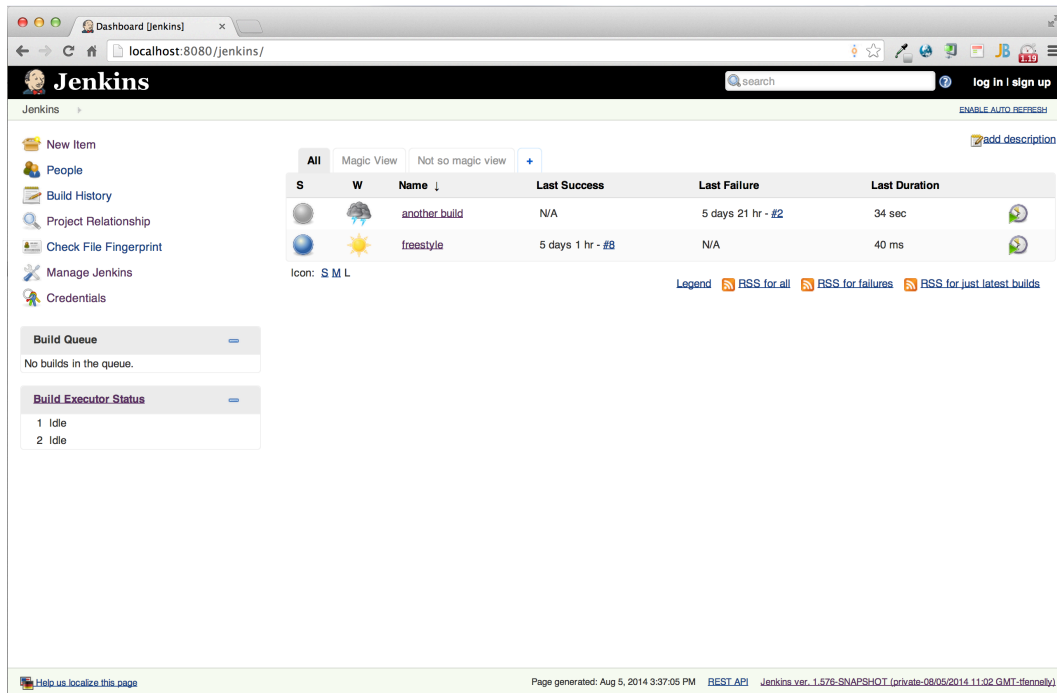 Dashboard [Jenkins]
localhost:8080/jenkins/
JB
1.19
Jenkins
search
log in | sign up
Jenkins
ENABLE AUTO REFRESH
New Item
People
Build History
Project Relationship
Check File Fingerprint
Manage Jenkins
Credentials
Build Queue
No builds in the queue.
Build Executor Status
1 Idle
2 Idle
add description
All Magic View Not so magic view +
S W Name ↓ Last Success Last Failure Last Duration
another build N/A 5 days 21 hr - #2 34 sec
freestyle 5 days 1 hr - #8 N/A 40 ms
Icon: S M L
Legend RSS for all RSS for failures RSS for just latest builds
Help us localize this page
Page generated: Aug 5, 2014 3:37:05 PM REST API Jenkins ver. 1.576-SNAPSHOT (private-08/05/2014 11:02 GMT-tfennelly)